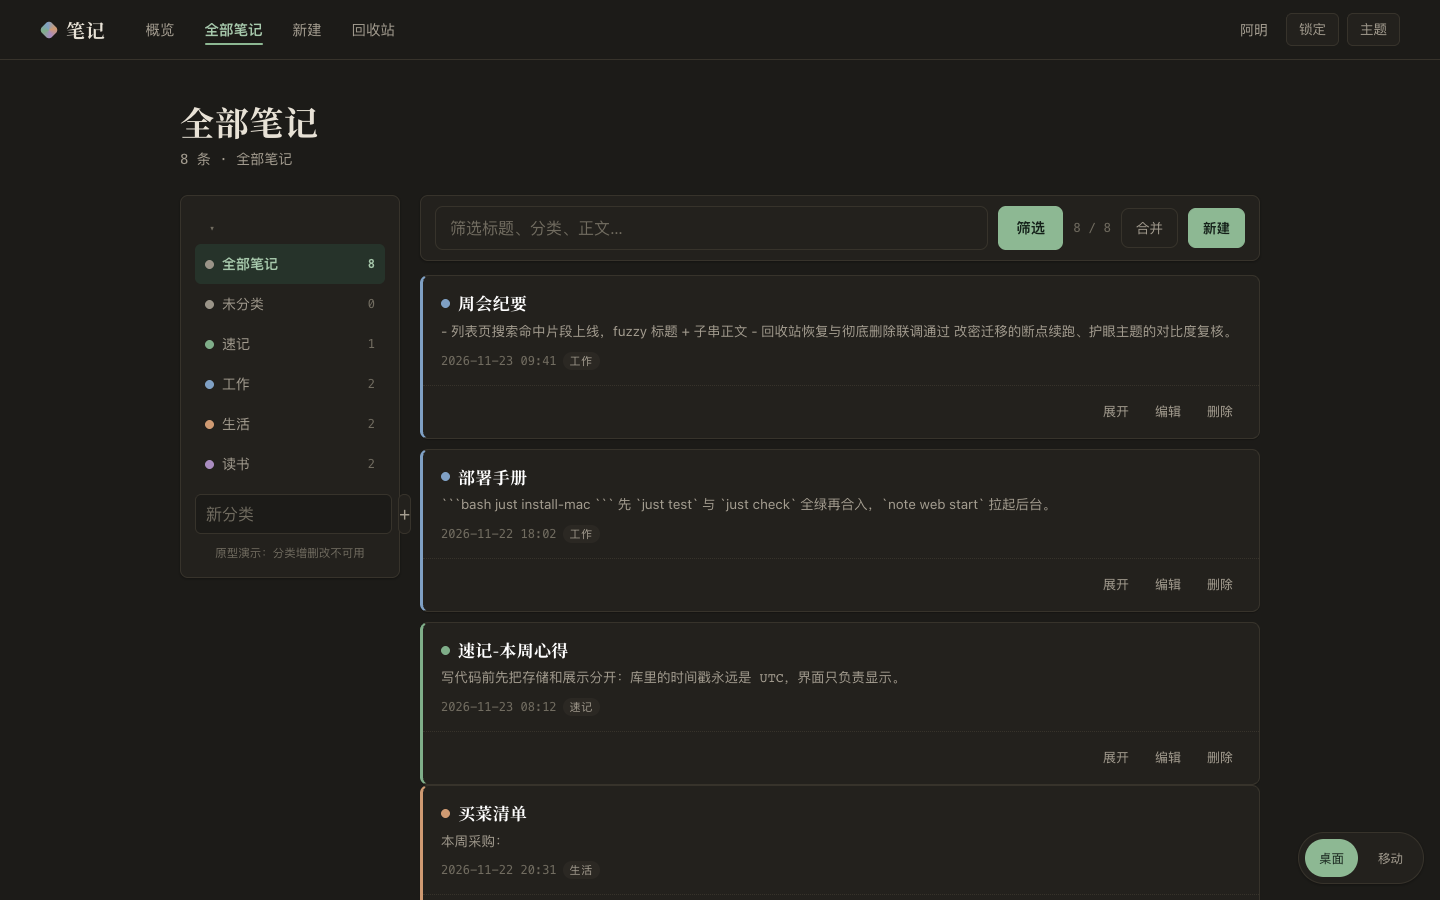 笔记 概览 全部笔记 新建 回收站 阿明 锁定 主题
全部笔记
8 条 · 全部笔记
▾
全部笔记 8
未分类 0
速记 1
工作 2
生活 2
读书 2
新分类 +
原型演示：分类增删改不可用
筛选标题、分类、正文… 筛选 8 / 8 合并 新建
周会纪要
- 列表页搜索命中片段上线，fuzzy 标题 + 子串正文 - 回收站恢复与彻底删除联调通过 改密迁移的断点续跑、护眼主题的对比度复核。
2026-11-23 09:41 工作
展开 编辑 删除
部署手册
```bash just install-mac ``` 先 `just test` 与 `just check` 全绿再合入，`note web start` 拉起后台。
2026-11-22 18:02 工作
展开 编辑 删除
速记-本周心得
写代码前先把存储和展示分开：库里的时间戳永远是 UTC，界面只负责显示。
2026-11-23 08:12 速记
展开 编辑 删除
买菜清单
本周采购：
2026-11-22 20:31 生活
桌面 移动